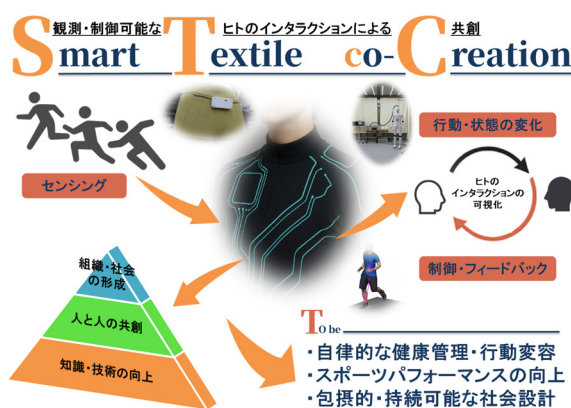 観測・制御可能な ヒトのインタラクションによる 共創
Smart Textile co-Creation
行動・状態の変化
センシング
ヒトの
インタラクションの
可視化
制御・フィードバック
組織・社会
の形成
人と人の共創
知識・技術の向上
To be
・自律的な健康管理・行動変容
・スポーツパフォーマンスの向上
・包摂的・持続可能な社会設計